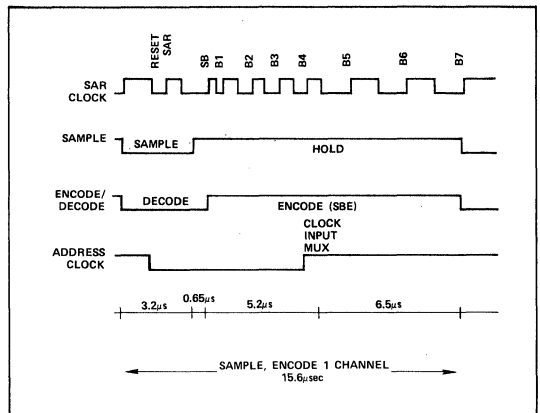 RESET
SAR
SB
B1
B2
B3
B4
B5
B6
B7
SAR
CLOCK
SAMPLE
SAMPLE
HOLD
ENCODE/
DECODE
DECODE
ENCODE (SBE)
CLOCK
INPUT
MUX
ADDRESS
CLOCK
3.2μs
0.65μs
5.2μs
6.5μs
SAMPLE, ENCODE 1 CHANNEL
15.6μsec